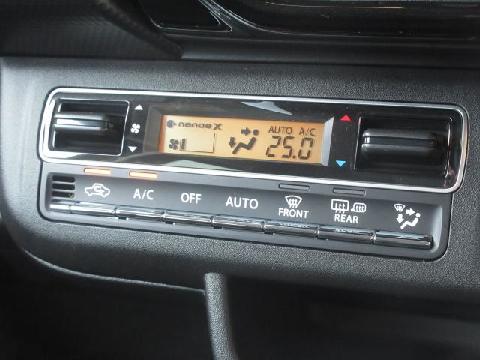 nanoe X
AUTO A/C
25.0
A/C OFF AUTO FRONT REAR